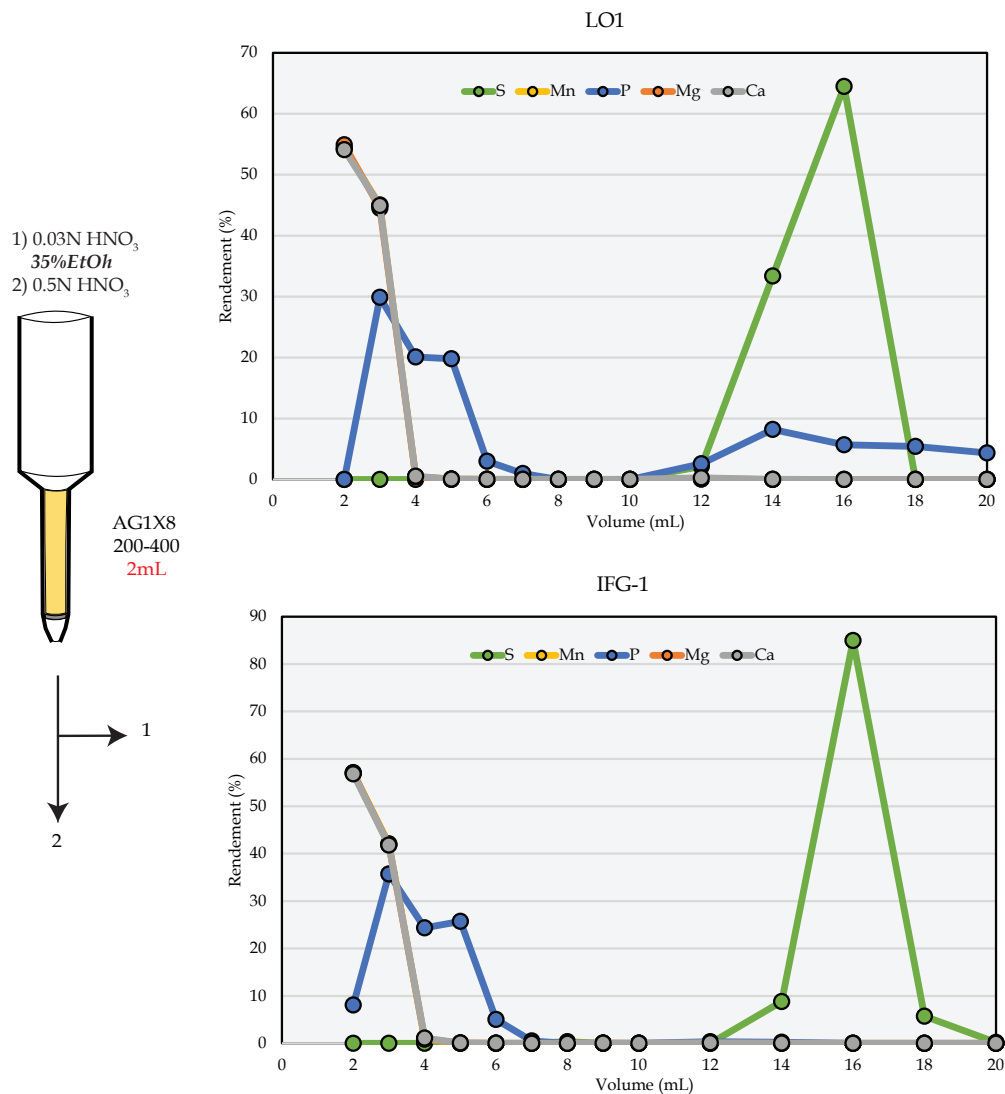 LO1
70
60
50
40
30
20
10
0
Rendement (%)
S Mn P Mg Ca
0 2 4 6 8 10 12 14 16 18 20
Volume (mL)
1) 0.03N HNO₃
35%EtOh
2) 0.5N HNO₃
AG1X8
200-400
2mL
1
2
IFG-1
90
80
70
60
50
40
30
20
10
0
Rendement (%)
S Mn P Mg Ca
0 2 4 6 8 10 12 14 16 18 20
Volume (mL)